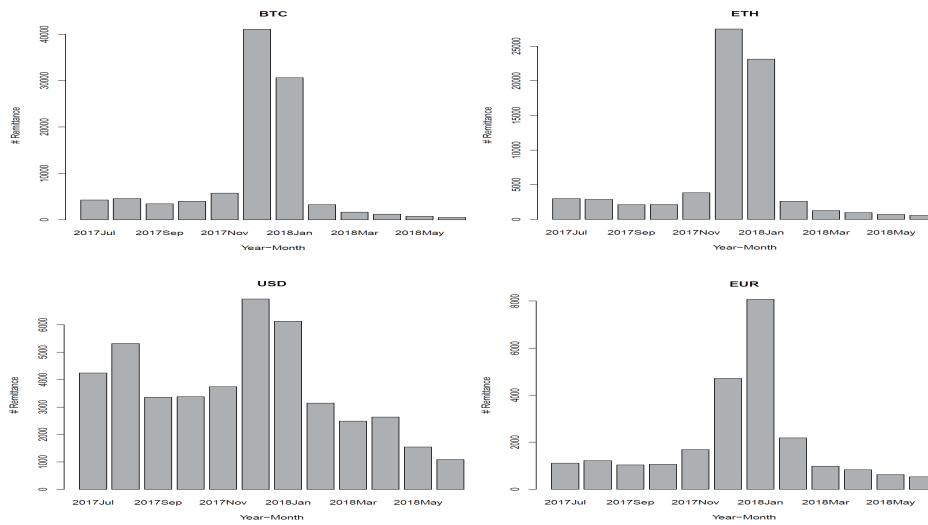 BTC
# Remittance
40000
30000
20000
10000
0
2017Jul 2017Sep 2017Nov 2018Jan 2018Mar 2018May
Year−Month
ETH
# Remittance
25000
20000
15000
10000
5000
0
2017Jul 2017Sep 2017Nov 2018Jan 2018Mar 2018May
Year−Month
USD
# Remittance
6000
5000
4000
3000
2000
1000
0
2017Jul 2017Sep 2017Nov 2018Jan 2018Mar 2018May
Year−Month
EUR
# Remittance
8000
6000
4000
2000
0
2017Jul 2017Sep 2017Nov 2018Jan 2018Mar 2018May
Year−Month